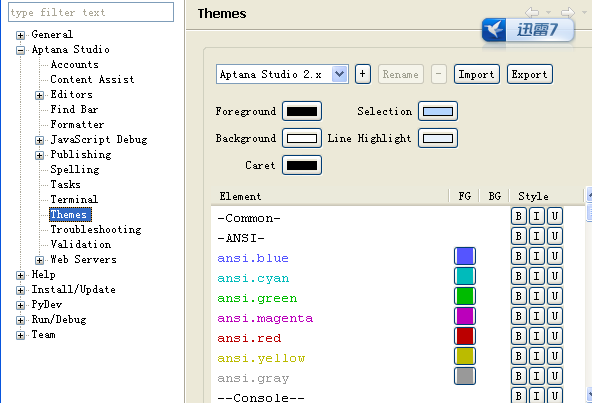 type filter text
General
Aptana Studio
Accounts
Content Assist
Editors
Find Bar
Formatter
JavaScript Debug
Publishing
Spelling
Tasks
Terminal
Themes
Troubleshooting
Validation
Web Servers
Help
Install/Update
PyDev
Run/Debug
Team
Themes
迅雷7
Aptana Studio 2.x + Rename - Import Export
Foreground Selection
Background Line Highlight
Caret
Element FG BG Style
-Common- B I U
-ANSI- B I U
ansi.blue B I U
ansi.cyan B I U
ansi.green B I U
ansi.magenta B I U
ansi.red B I U
ansi.yellow B I U
ansi.gray B I U
--Console-- B I U